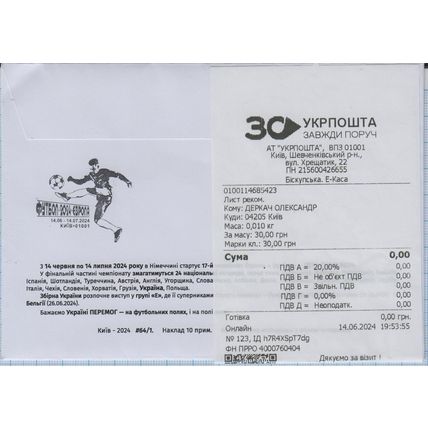 ФУТБОЛ 2024 ЄВРОПА
14.06 - 14.07.2024
КИЇВ-01001
З 14 червня по 14 липня 2024 року в Німеччині стартує 17-й
У фінальній частині чемпіонату змагатимуться 24 національн
Іспанія, Шотландія, Туреччина, Австрія, Англія, Угорщина, Словач
Італія, Чехія, Словенія, Хорватія, Грузія, Україна, Польща.
Збірна України розпочне виступ у групі «Е», де її суперниками
Бельгії (26.06.2024).
Бажаємо Україні ПЕРЕМОГ — на футбольних полях, і на полі
Київ - 2024 #64/1. Наклад 10 прим.
ЗО УКРПОШТА
ЗАВЖДИ ПОРУЧ
АТ "УКРПОШТА", ВПЗ 01001
Київ, Шевченківський р-н.,
вул. Хрещатик, 22
ПН 215600426655
Біскупська. Е-Каса
0100114685423
Лист реком.
Кому: ДЕРКАЧ ОЛЕКСАНДР
Куди: 04205 Київ
Маса: 0,010 кг
За масу: 30,00 грн
Марки кл.: 30,00 грн
Сума 0,00
ПДВ А = 20,00% 0,00
ПДВ Б = Не об'єкт ПДВ 0,00
ПДВ В = Звільн. ПДВ 0,00
ПДВ Г = 0.00% 0,00
ПДВ Д = Неоподатк. 0,00
Готівка 0,00 грн.
Онлайн 14.06.2024 19:53:55
№ 123, ІД h7R4XSpT7dg
ФН ПРРО 4000760404
Дякуємо за візит !